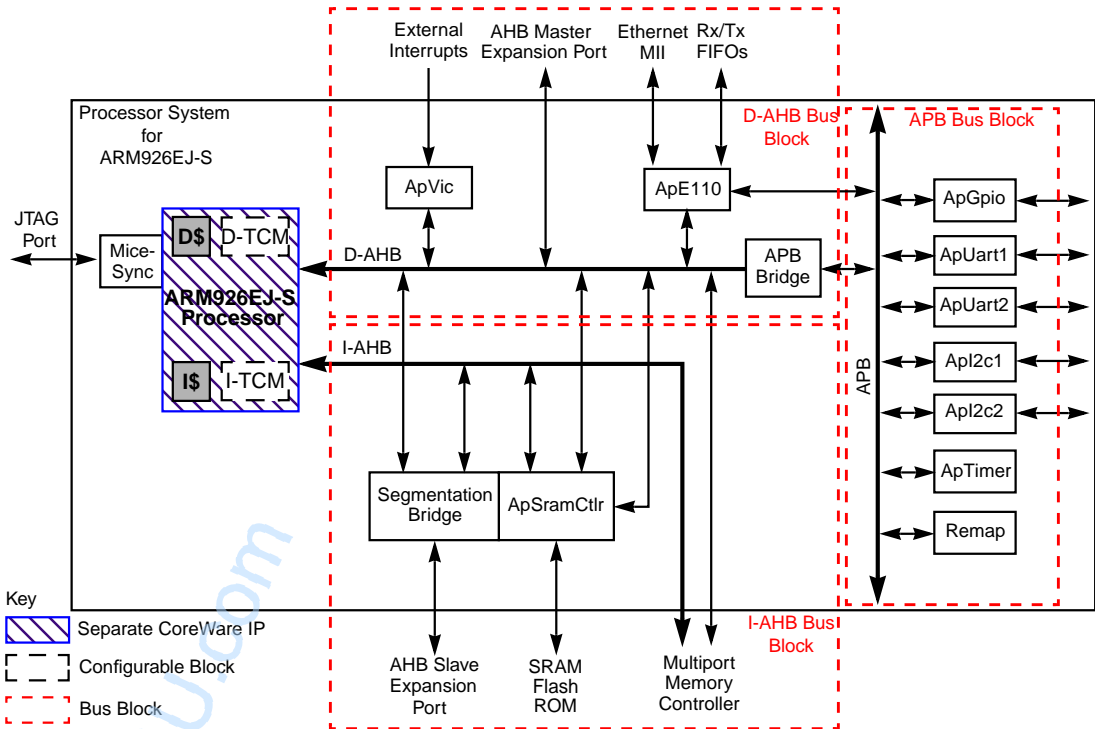 External
Interrupts
AHB Master
Expansion Port
Ethernet
MII
Rx/Tx
FIFOs
Processor System
for
ARM926EJ-S
D-AHB Bus
Block
APB Bus Block
ApVic
ApE110
ApGpio
JTAG
Port
Mice-
Sync
D$
D-TCM
D-AHB
APB
Bridge
ApUart1
ARM926EJ-S
Processor
ApUart2
I-AHB
I$
I-TCM
APB
ApI2c1
ApI2c2
Segmentation
Bridge
ApSramCtlr
ApTimer
Remap
Key
Separate CoreWare IP
Configurable Block
Bus Block
I-AHB Bus
Block
AHB Slave
Expansion
Port
SRAM
Flash
ROM
Multiport
Memory
Controller
U.com